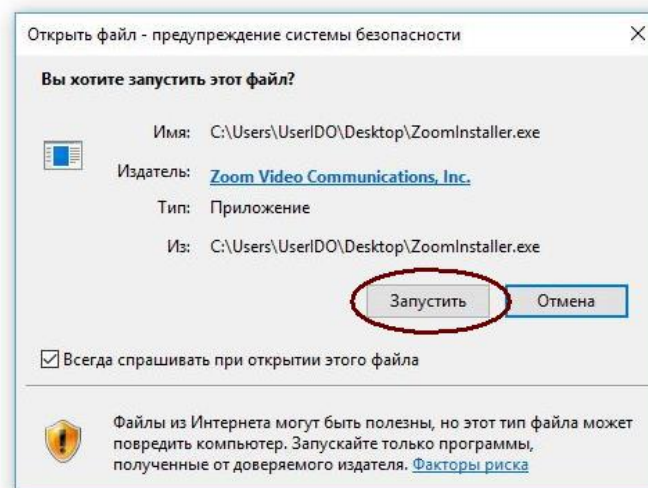 Открыть файл - предупреждение системы безопасности
Вы хотите запустить этот файл?
Имя: C:\Users\UserIDO\Desktop\ZoomInstaller.exe
Издатель: Zoom Video Communications, Inc.
Тип: Приложение
Из: C:\Users\UserIDO\Desktop\ZoomInstaller.exe
Запустить Отмена
Всегда спрашивать при открытии этого файла
Файлы из Интернета могут быть полезны, но этот тип файла может
повредить компьютер. Запускайте только программы,
полученные от доверяемого издателя. Факторы риска